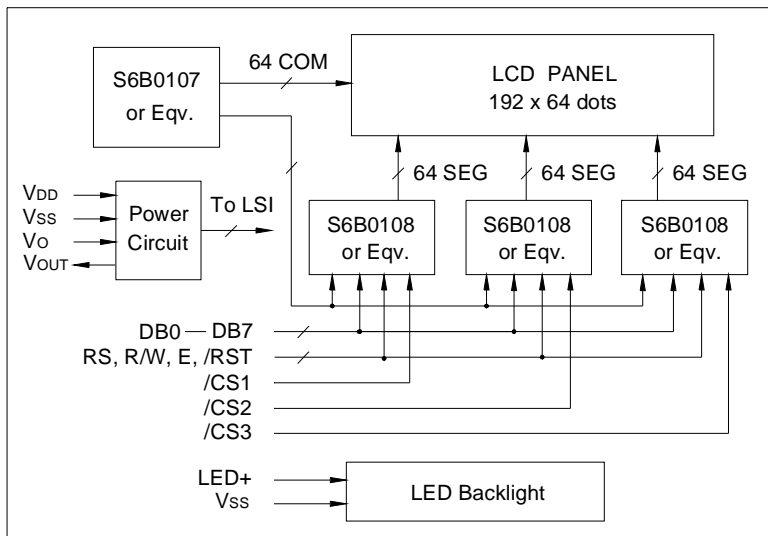 S6B0107
or Eqv.
64 COM
LCD PANEL
192 x 64 dots
64 SEG
64 SEG
64 SEG
VDD
VSS
VO
VOUT
Power
Circuit
To LSI
S6B0108
or Eqv.
S6B0108
or Eqv.
S6B0108
or Eqv.
DB0 — DB7
RS, R/W, E, /RST
/CS1
/CS2
/CS3
LED+
VSS
LED Backlight